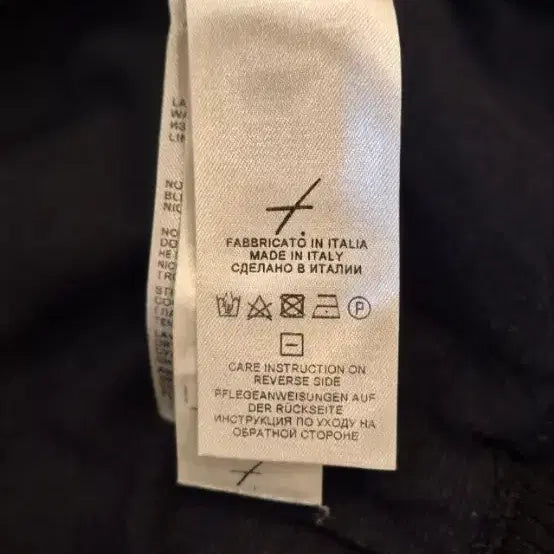 FABBRICATO IN ITALIA
MADE IN ITALY
СДЕЛАНО В ИТАЛИИ
P
CARE INSTRUCTION ON
REVERSE SIDE
PFLEGEANWEISUNGEN AUF
DER RÜCKSEITE
ИНСТРУКЦИЯ ПО УХОДУ НА
ОБРАТНОЙ СТОРОНЕ